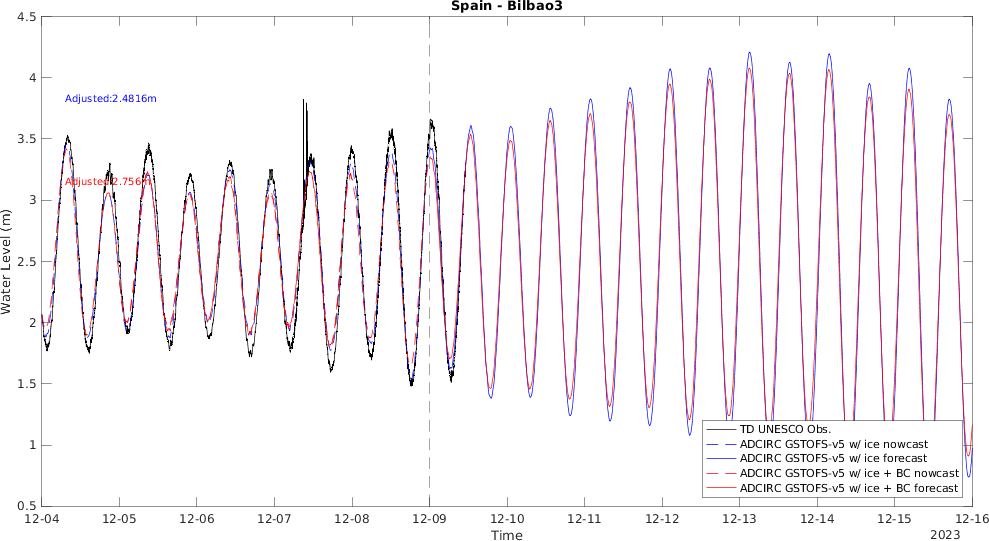 Spain - Bilbao3
4.5
4
3.5
3
2.5
2
1.5
1
0.5
Water Level (m)
Adjusted:2.4816m
Adjusted:2.756m
TD UNESCO Obs.
ADCIRC GSTOFS-v5 w/ ice nowcast
ADCIRC GSTOFS-v5 w/ ice forecast
ADCIRC GSTOFS-v5 w/ ice + BC nowcast
ADCIRC GSTOFS-v5 w/ ice + BC forecast
12-04 12-05 12-06 12-07 12-08 12-09 12-10 12-11 12-12 12-13 12-14 12-15 12-16
Time
2023